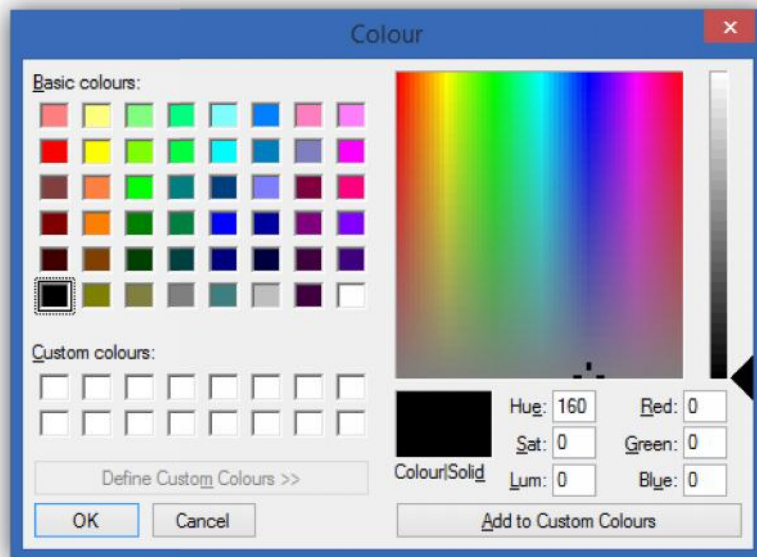 Colour
Basic colours:
Custom colours:
Define Custom Colours >>
OK Cancel
Hue: 160 Red: 0
Sat: 0 Green: 0
Colour|Solid Lum: 0 Blue: 0
Add to Custom Colours